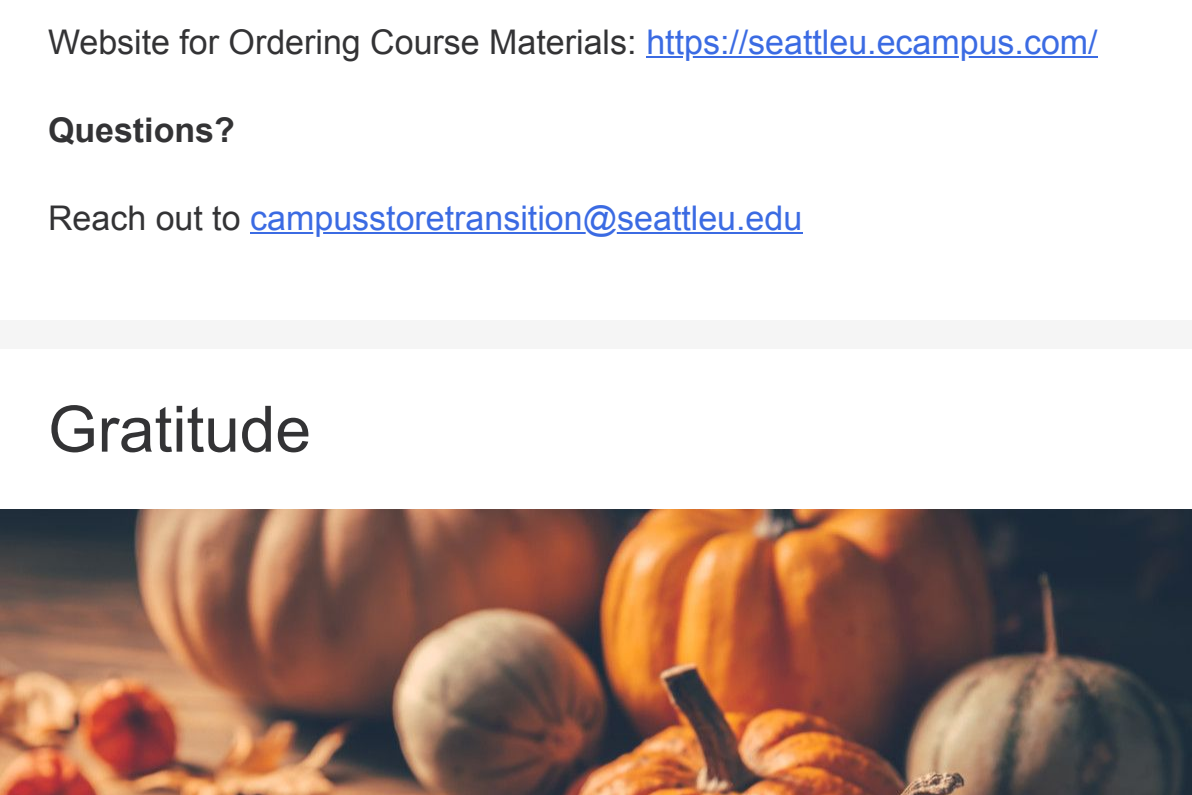 Website for Ordering Course Materials: https://seattleu.ecampus.com/
Questions?
Reach out to campusstoretransition@seattleu.edu
Gratitude